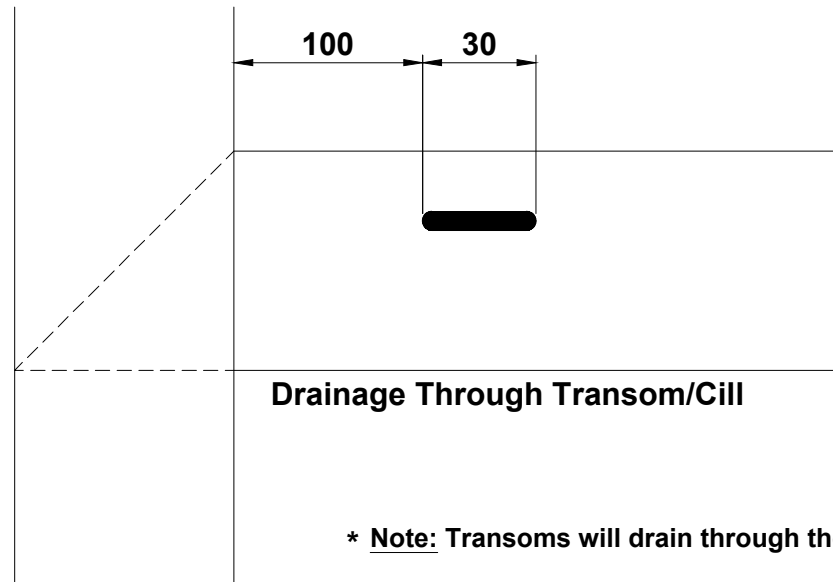 100 30
Drainage Through Transom/Cill
* Note: Transoms will drain through th